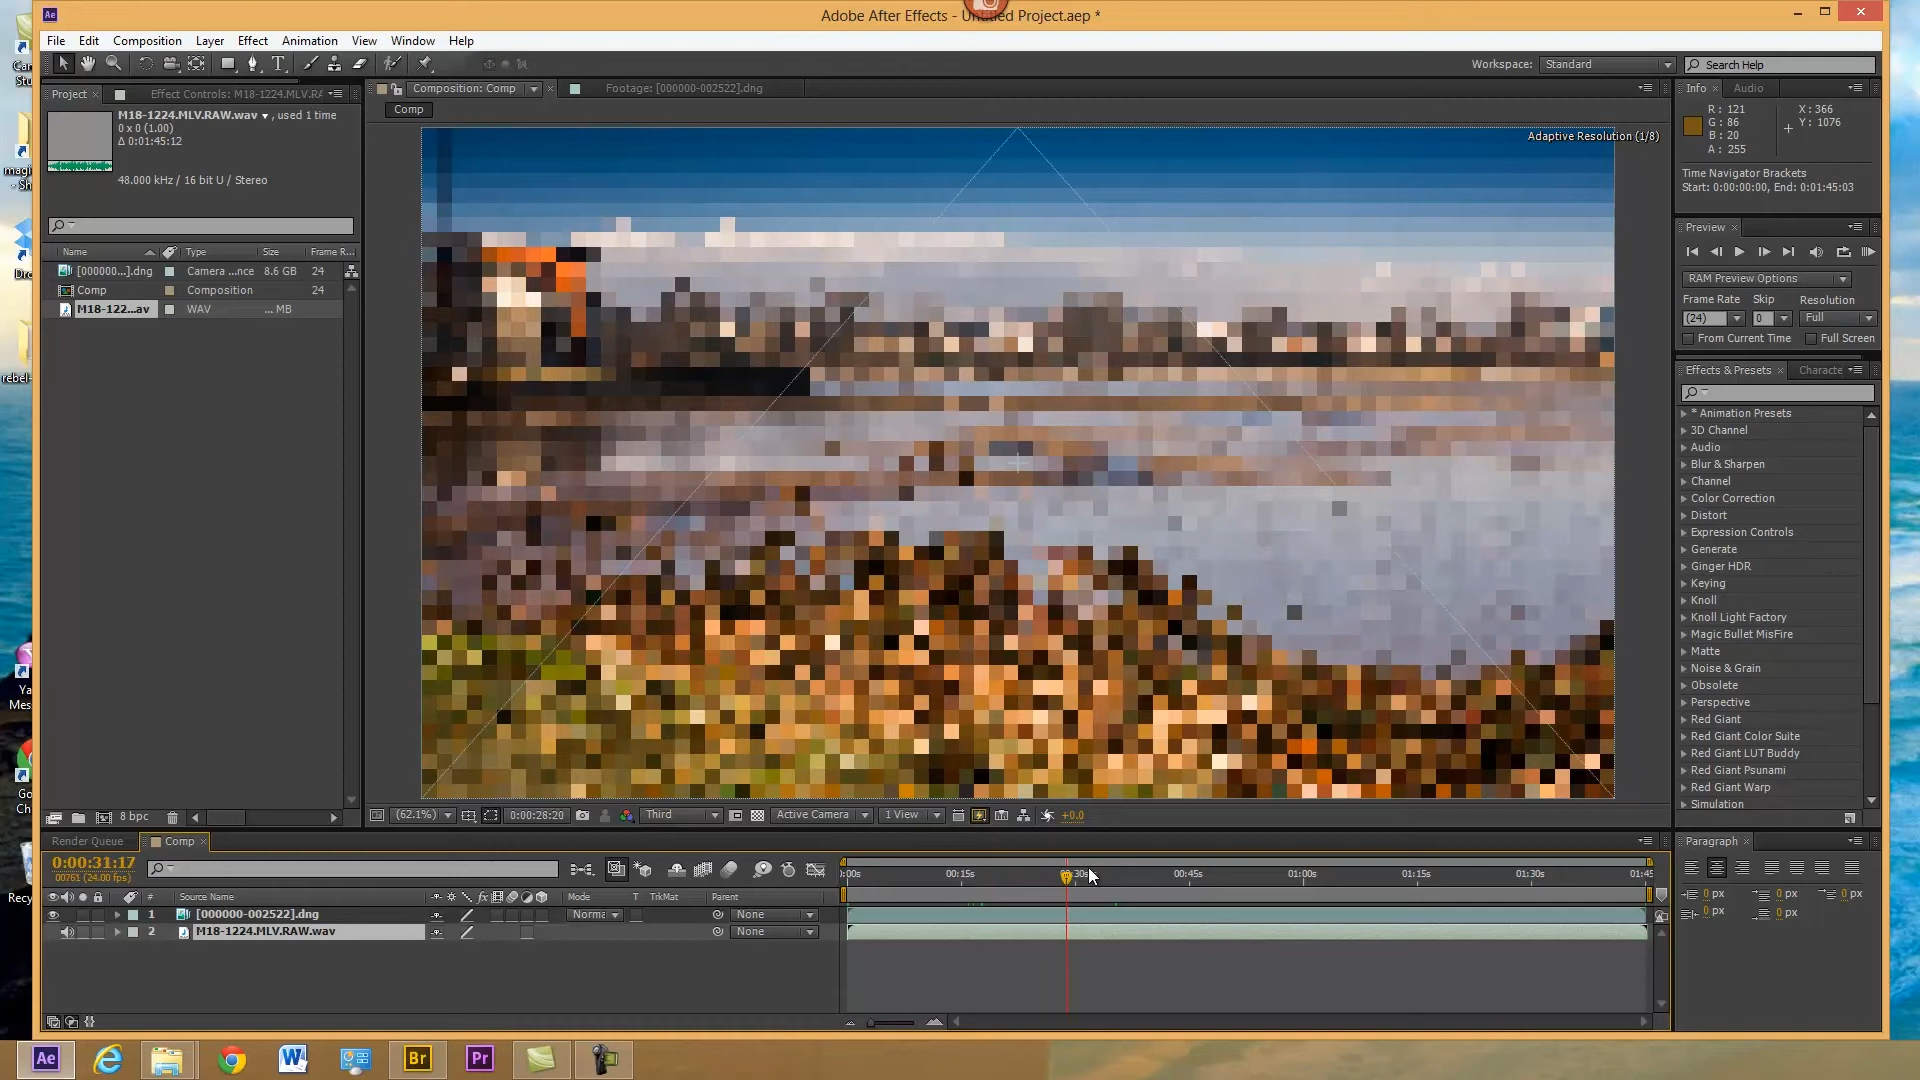 Adobe After Effects - Untitled Project.aep *
File Edit Composition Layer Effect Animation View Window Help
Workspace: Standard Search Help
Project × Effect Controls: M18-1224.MLV.RA
Composition: Comp × Footage: [000000-002522].dng
Info × Audio
Comp
M18-1224.MLV.RAW.wav ▼, used 1 time
0 x 0 (1.00)
Δ 0:01:45:12
48.000 kHz / 16 bit U / Stereo
Name Type Size Frame R...
[000000...].dng Camera ...nce 8.6 GB 24
Comp Composition 24
M18-122...av WAV ... MB
8 bpc
Adaptive Resolution (1/8)
(62.1%) 0:00:28:20 Third Active Camera 1 View +0.0
R : 121 X : 366
G : 86 Y : 1076
B : 20
A : 255
Time Navigator Brackets
Start: 0:00:00:00, End: 0:01:45:03
Preview ×
RAM Preview Options
Frame Rate Skip Resolution
(24) 0 Full
From Current Time Full Screen
Effects & Presets × Characte
* Animation Presets
3D Channel
Audio
Blur & Sharpen
Channel
Color Correction
Distort
Expression Controls
Generate
Ginger HDR
Keying
Knoll
Knoll Light Factory
Magic Bullet MisFire
Matte
Noise & Grain
Obsolete
Perspective
Red Giant
Red Giant Color Suite
Red Giant LUT Buddy
Red Giant Psunami
Red Giant Warp
Simulation
Render Queue Comp ×
0:00:31:17
00761 (24.00 fps)
:00s 00:15s 00:30s 00:45s 01:00s 01:15s 01:30s 01:45
# Source Name Mode T TrkMat Parent
1 [000000-002522].dng Norma None
2 M18-1224.MLV.RAW.wav None
Paragraph ×
0 px 0 px 0 px
0 px 0 px
Ae Br Pr